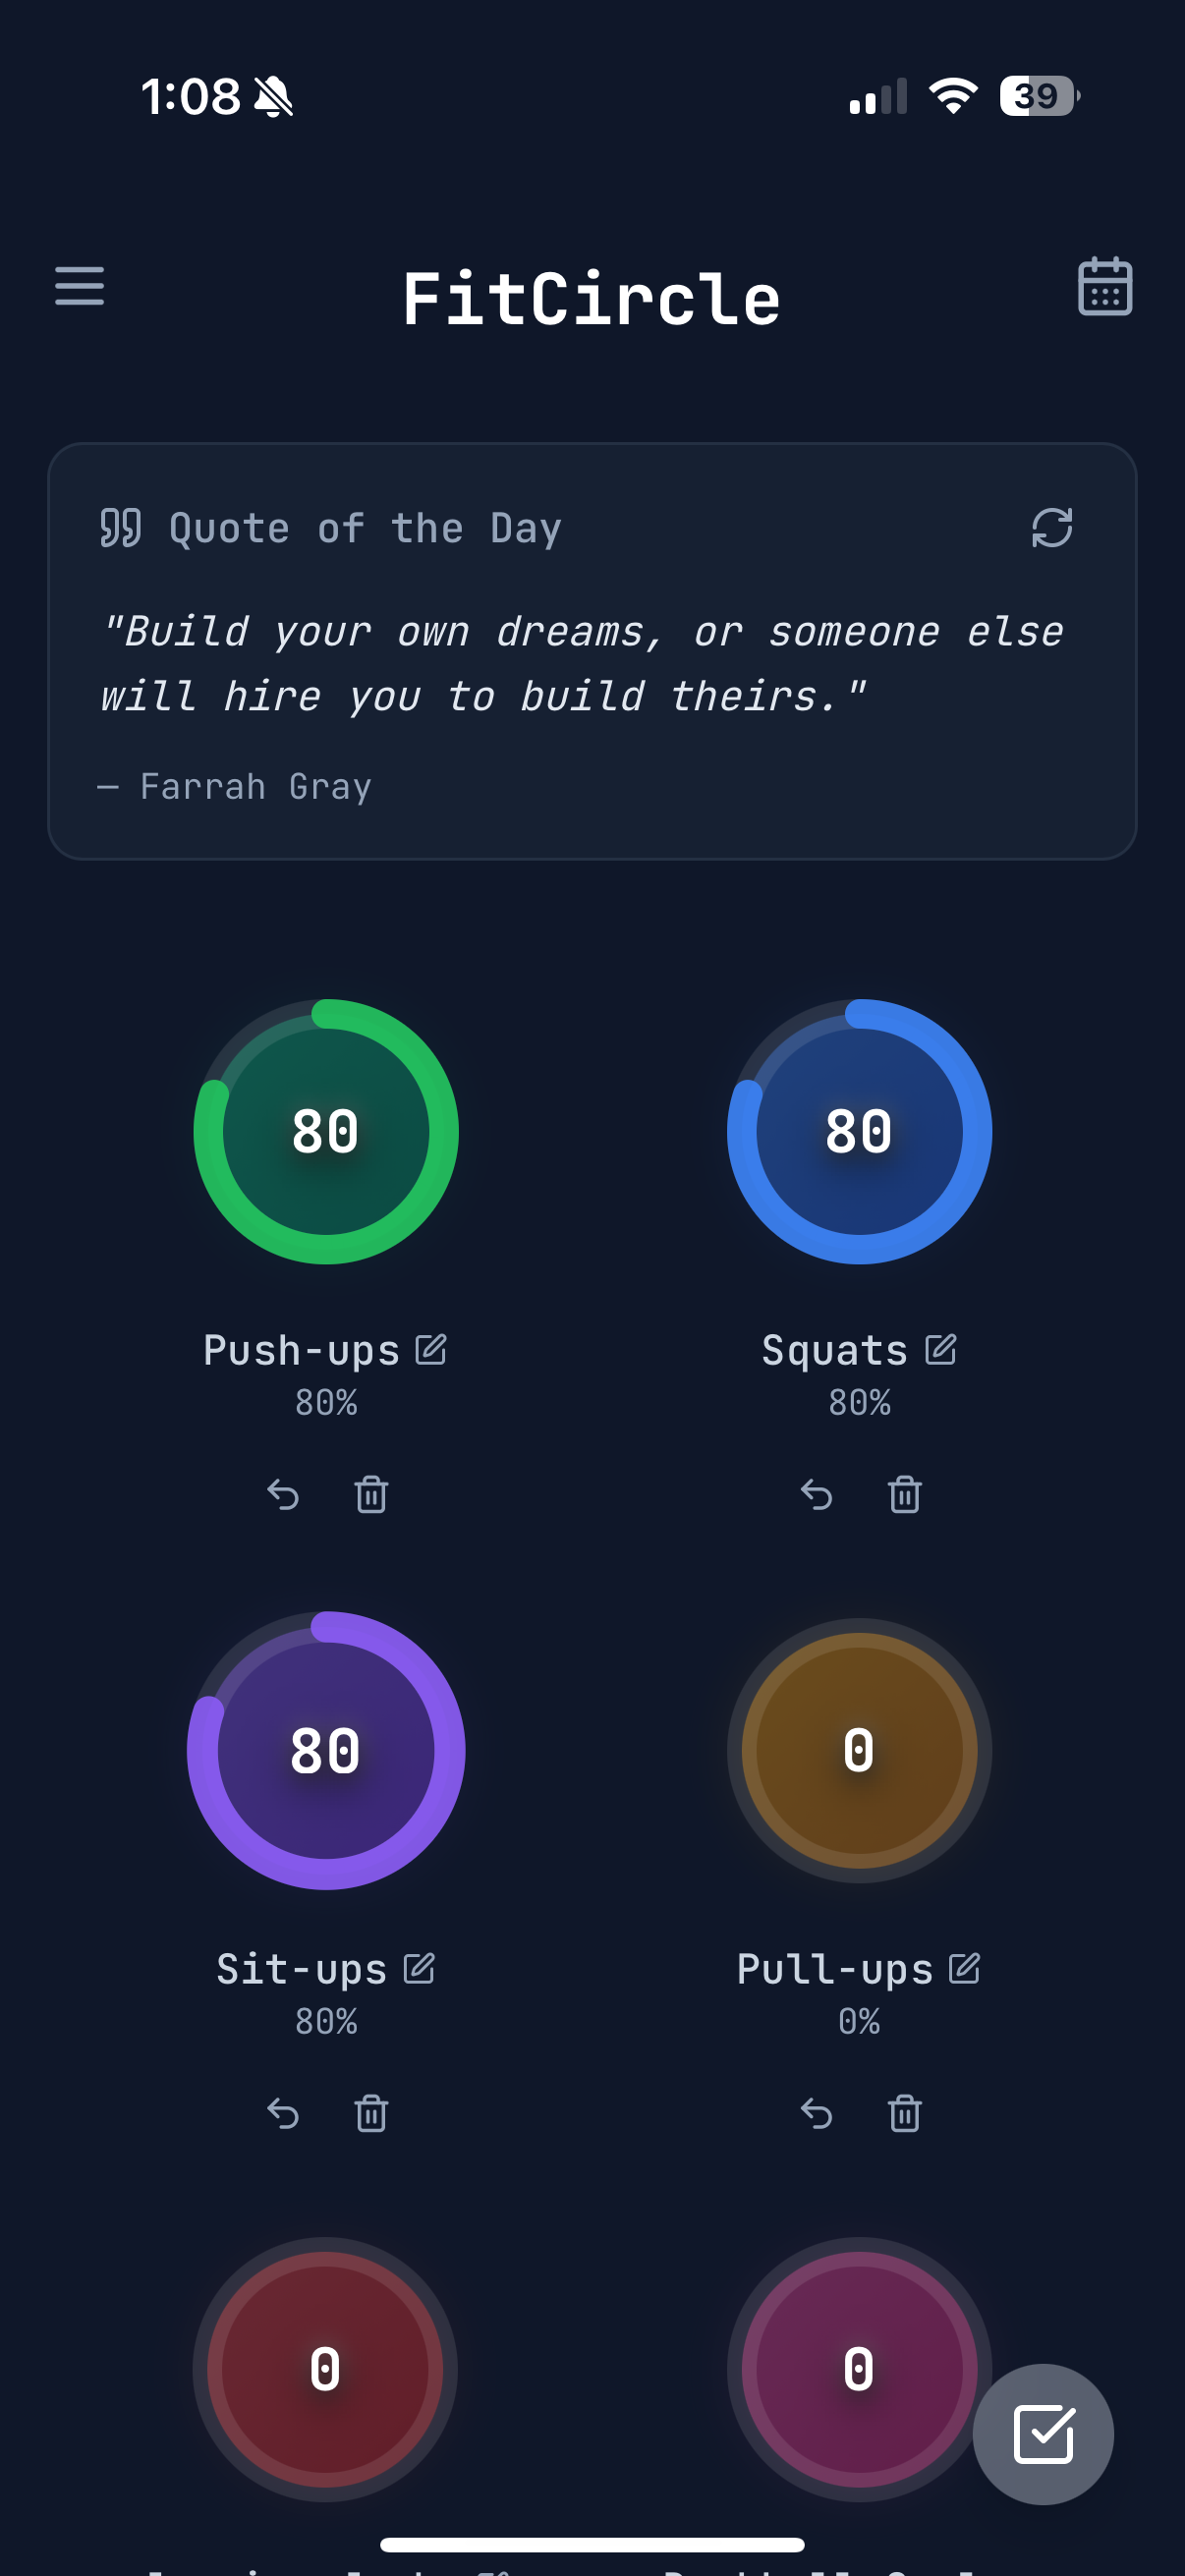 1:08
39
FitCircle
Quote of the Day
"Build your own dreams, or someone else
will hire you to build theirs."
— Farrah Gray
80 80
Push-ups Squats
80% 80%
80 0
Sit-ups Pull-ups
80% 0%
0 0